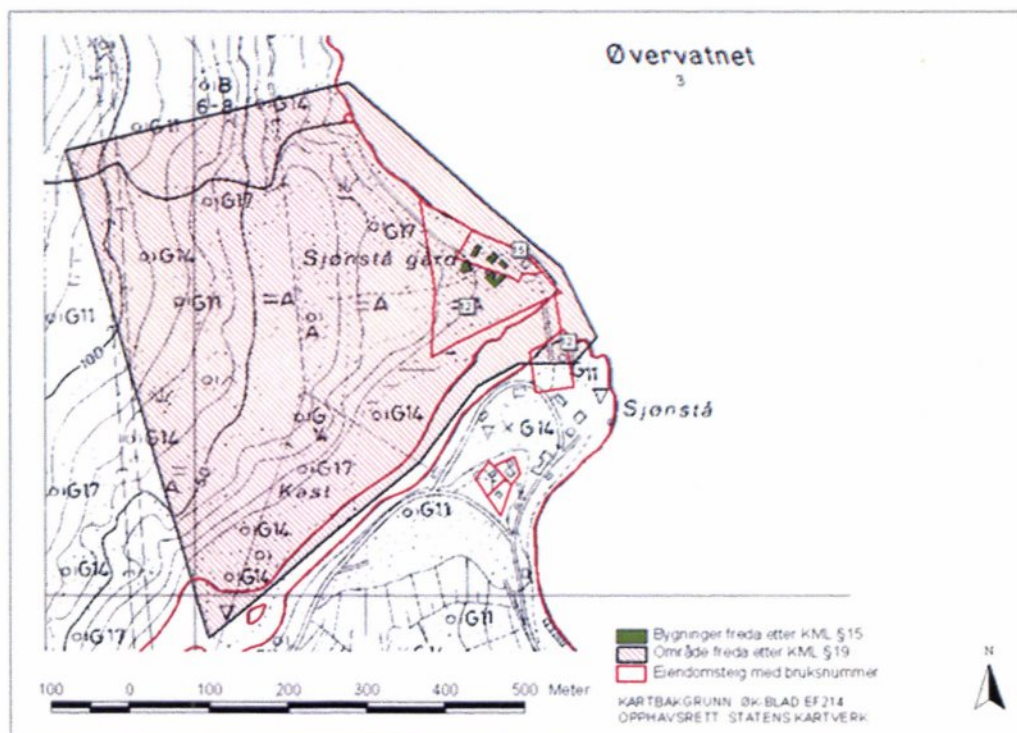 Øvervatnet
3
B
6-8
G14
G11
G17
G17
G14
Sjønstå gård
15
G11
=A
=A
12
A
G11
100
12
G11
Sjønstå
G14
G14
G14
A
50
G17
G17
Kast
G11
G14
G14
G14
G11
G17
Bygninger freda etter KML §15
Område freda etter KML §19
Eiendomsteig med bruksnummer
N
100 0 100 200 300 400 500 Meter
KARTBAKGRUNN ØK-BLAD EF214
OPPHAVSRETT STATENS KARTVERK